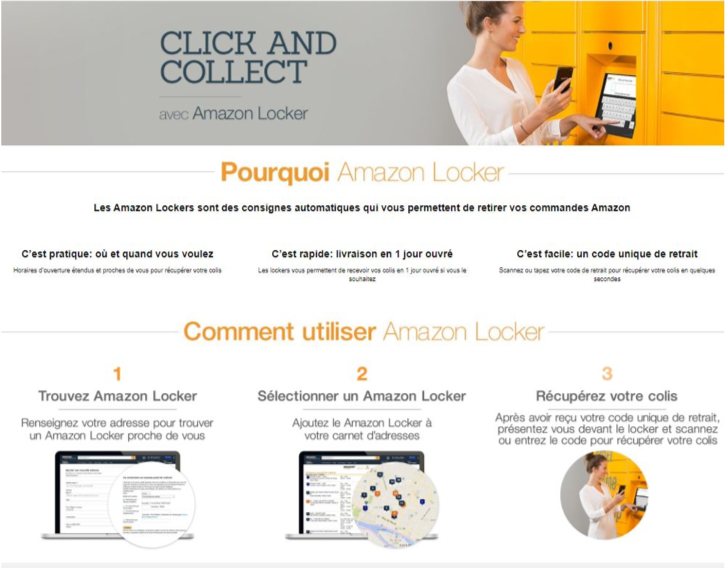 CLICK AND
COLLECT
avec Amazon Locker
Pourquoi Amazon Locker
Les Amazon Lockers sont des consignes automatiques qui vous permettent de retirer vos commandes Amazon
C'est pratique: où et quand vous voulez
Horaires d'ouverture étendus et proches de vous pour récupérer votre colis
C'est rapide: livraison en 1 jour ouvré
Les lockers vous permettent de recevoir vos colis en 1 jour ouvré si vous le
souhaitez
C'est facile: un code unique de retrait
Scannez ou tapez votre code de retrait pour récupérer votre colis en quelques
secondes
Comment utiliser Amazon Locker
1
Trouvez Amazon Locker
Renseignez votre adresse pour trouver
un Amazon Locker proche de vous
2
Sélectionner un Amazon Locker
Ajoutez le Amazon Locker à
votre carnet d'adresses
3
Récupérez votre colis
Après avoir reçu votre code unique de retrait,
présentez vous devant le locker et scannez
ou entrez le code pour récupérer votre colis